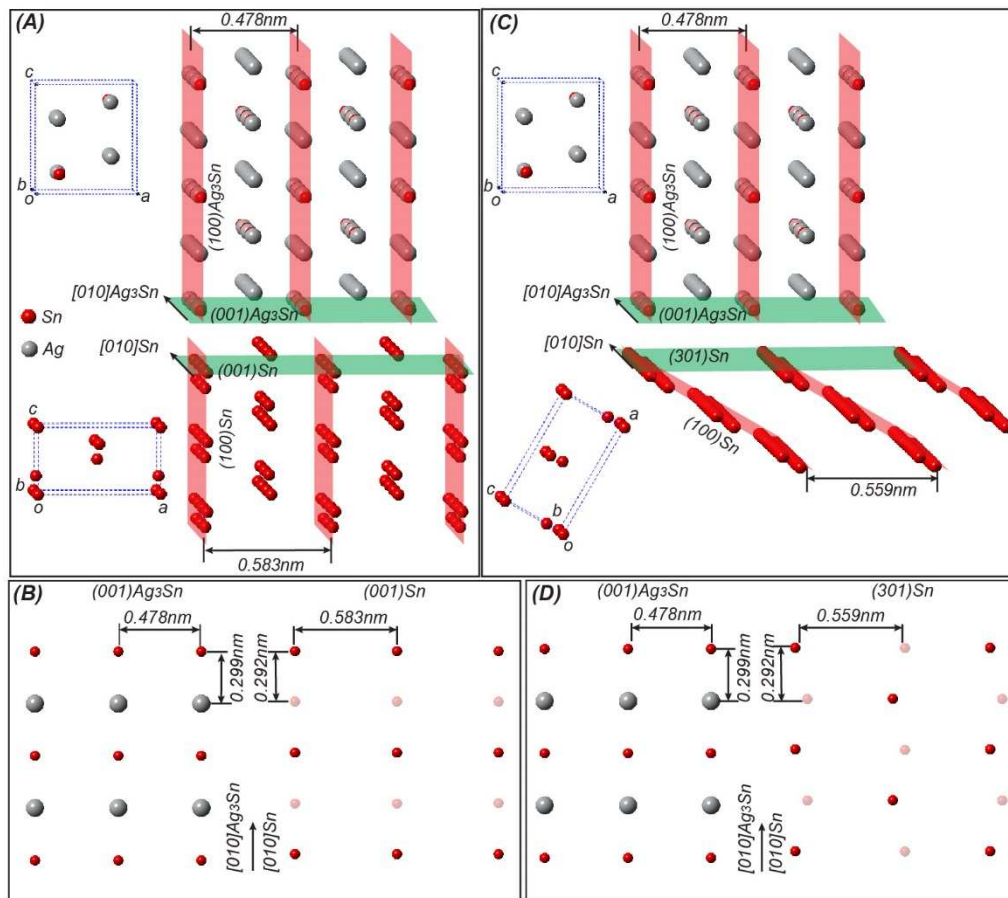 (A)
0.478nm
c
b
o
a
(100)Ag3Sn
[010]Ag3Sn
(001)Ag3Sn
Sn
Ag
[010]Sn
(001)Sn
c
b
o
a
(100)Sn
0.583nm
(C)
0.478nm
c
b
o
a
(100)Ag3Sn
[010]Ag3Sn
(001)Ag3Sn
[010]Sn
(301)Sn
a
c
b
o
(100)Sn
0.559nm
(B)
(001)Ag3Sn
(001)Sn
0.478nm
0.583nm
0.299nm
0.292nm
[010]Ag3Sn
[010]Sn
(D)
(001)Ag3Sn
(301)Sn
0.478nm
0.559nm
0.299nm
0.292nm
[010]Ag3Sn
[010]Sn